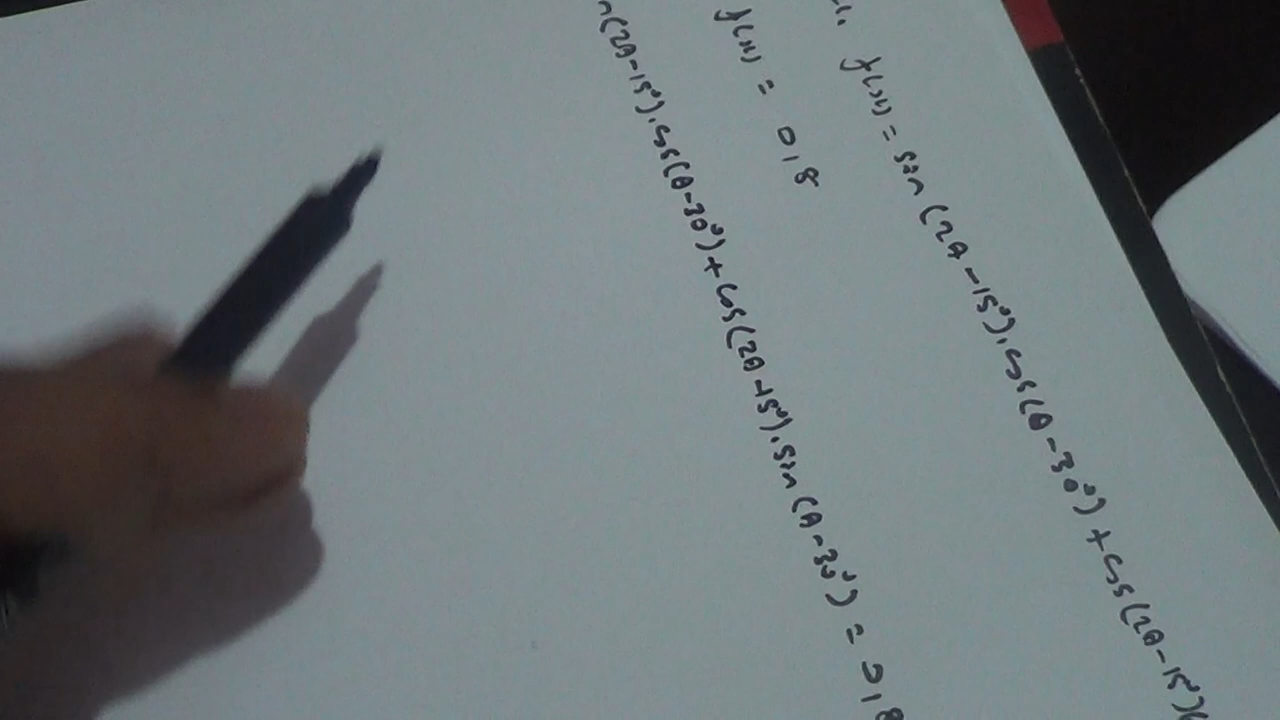 f(x) = sin(2θ-15°).cos(θ-30°)+cos(2θ-15°)(
f(x) = 0,8
n(2θ-15°).cos(θ-30°)+cos(2θ-15°).sin(θ-30°) = 0,8